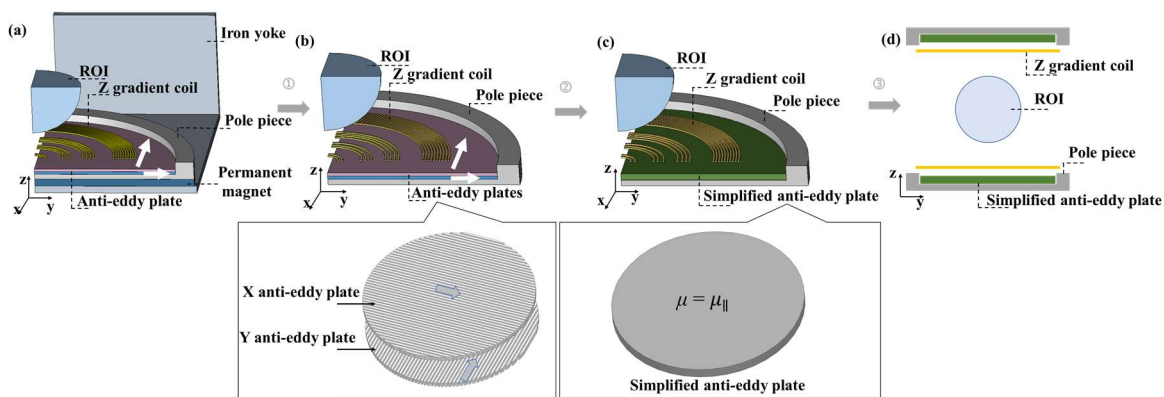 (a)
Iron yoke
ROI
Z gradient coil
Pole piece
Permanent
magnet
Anti-eddy plate
z
x
y
①
(b)
ROI
Z gradient coil
Pole piece
Anti-eddy plates
z
x
y
X anti-eddy plate
Y anti-eddy plate
②
(c)
ROI
Z gradient coil
Pole piece
Simplified anti-eddy plate
z
x
y
μ = μ∥
Simplified anti-eddy plate
③
(d)
Z gradient coil
ROI
Pole piece
Simplified anti-eddy plate
z
y